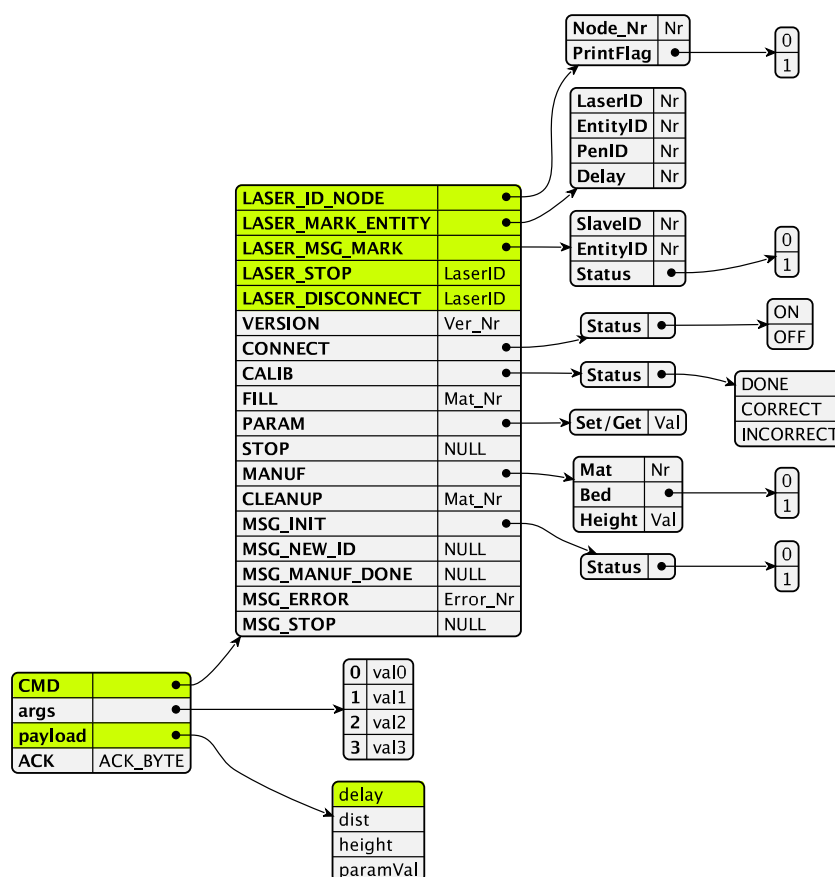 Node_Nr Nr
PrintFlag
0
1
LaserID Nr
EntityID Nr
PenID Nr
Delay Nr
LASER_ID_NODE
LASER_MARK_ENTITY
LASER_MSG_MARK
LASER_STOP LaserID
LASER_DISCONNECT LaserID
VERSION Ver_Nr
CONNECT
CALIB
FILL Mat_Nr
PARAM
STOP NULL
MANUF
CLEANUP Mat_Nr
MSG_INIT
MSG_NEW_ID NULL
MSG_MANUF_DONE NULL
MSG_ERROR Error_Nr
MSG_STOP NULL
SlaveID Nr
EntityID Nr
Status
0
1
Status
ON
OFF
Status
DONE
CORRECT
INCORRECT
Set/Get Val
Mat Nr
Bed
Height Val
0
1
Status
0
1
CMD
args
payload
ACK ACK_BYTE
0 val0
1 val1
2 val2
3 val3
delay
dist
height
paramVal